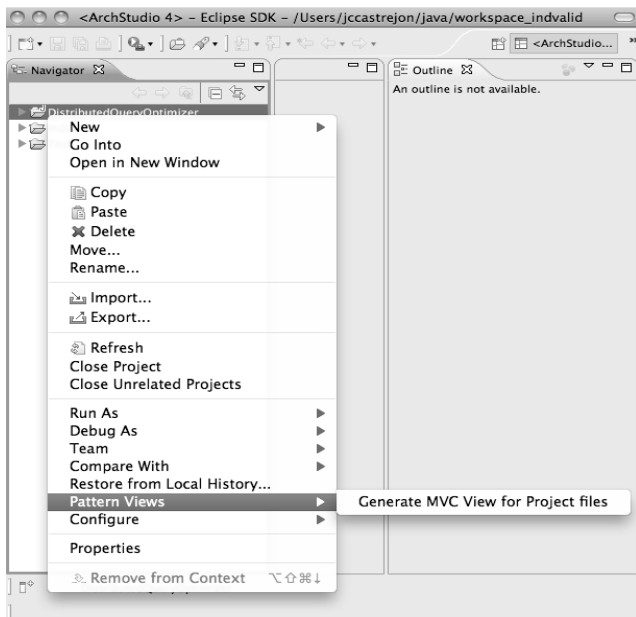 <ArchStudio 4> - Eclipse SDK - /Users/jccastrejon/java/workspace_indvalid
<ArchStudio...
Navigator
Outline
An outline is not available.
DistributedQueryOptimizer
New
Go Into
Open in New Window
Copy
Paste
Delete
Move...
Rename...
Import...
Export...
Refresh
Close Project
Close Unrelated Projects
Run As
Debug As
Team
Compare With
Restore from Local History...
Pattern Views
Generate MVC View for Project files
Configure
Properties
Remove from Context ⌥⇧⌘↓